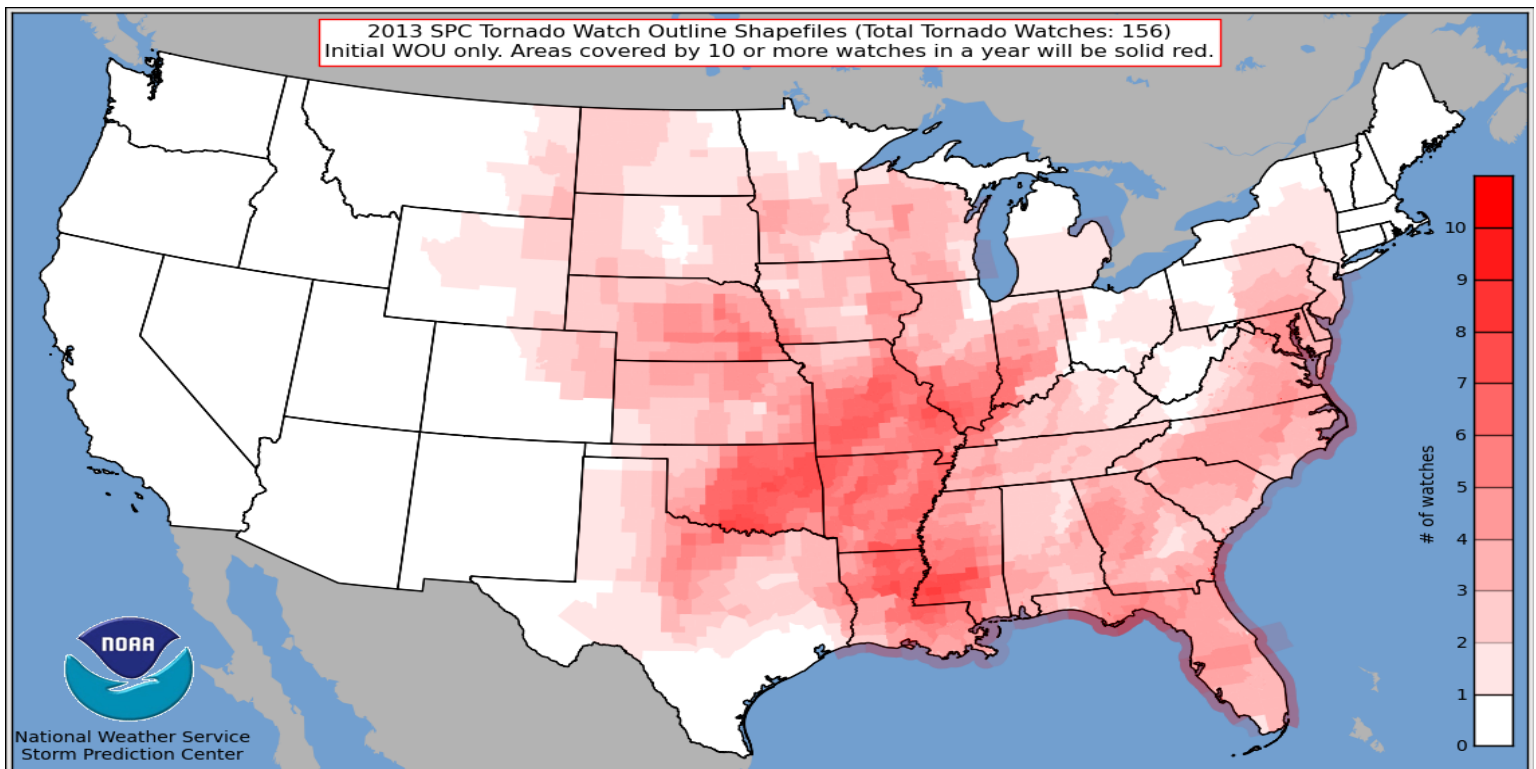 2013 SPC Tornado Watch Outline Shapefiles (Total Tornado Watches: 156)
Initial WOU only. Areas covered by 10 or more watches in a year will be solid red.
10
9
8
7
6
5
4
3
2
1
0
# of watches
NOAA
National Weather Service
Storm Prediction Center